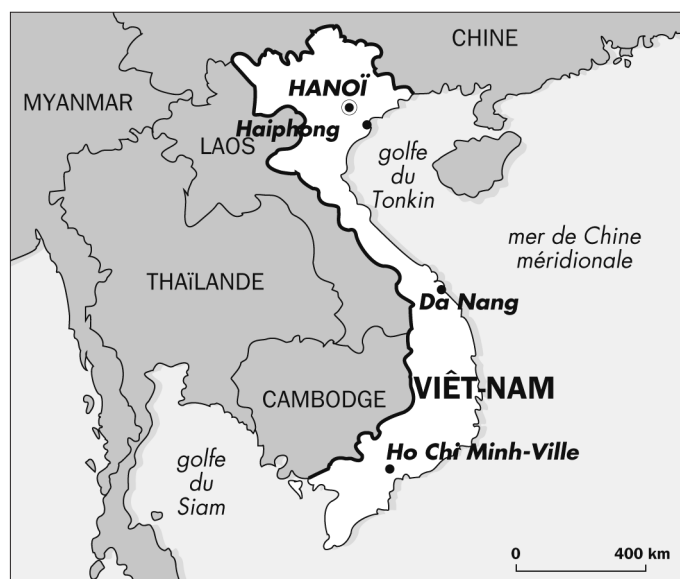 CHINE
MYANMAR
HANOÏ
Haiphong
LAOS
golfe
du
Tonkin
mer de Chine
méridionale
THAïLANDE
Da Nang
VIÊT-NAM
CAMBODGE
Ho Chi Minh-Ville
golfe
du
Siam
0 400 km